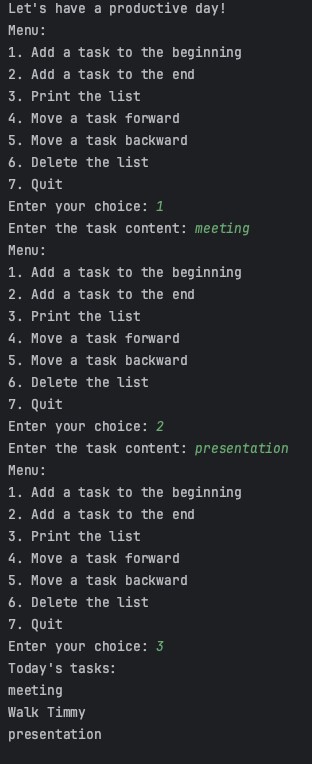 Let's have a productive day!
Menu:
1. Add a task to the beginning
2. Add a task to the end
3. Print the list
4. Move a task forward
5. Move a task backward
6. Delete the list
7. Quit
Enter your choice: 1
Enter the task content: meeting
Menu:
1. Add a task to the beginning
2. Add a task to the end
3. Print the list
4. Move a task forward
5. Move a task backward
6. Delete the list
7. Quit
Enter your choice: 2
Enter the task content: presentation
Menu:
1. Add a task to the beginning
2. Add a task to the end
3. Print the list
4. Move a task forward
5. Move a task backward
6. Delete the list
7. Quit
Enter your choice: 3
Today's tasks:
meeting
Walk Timmy
presentation